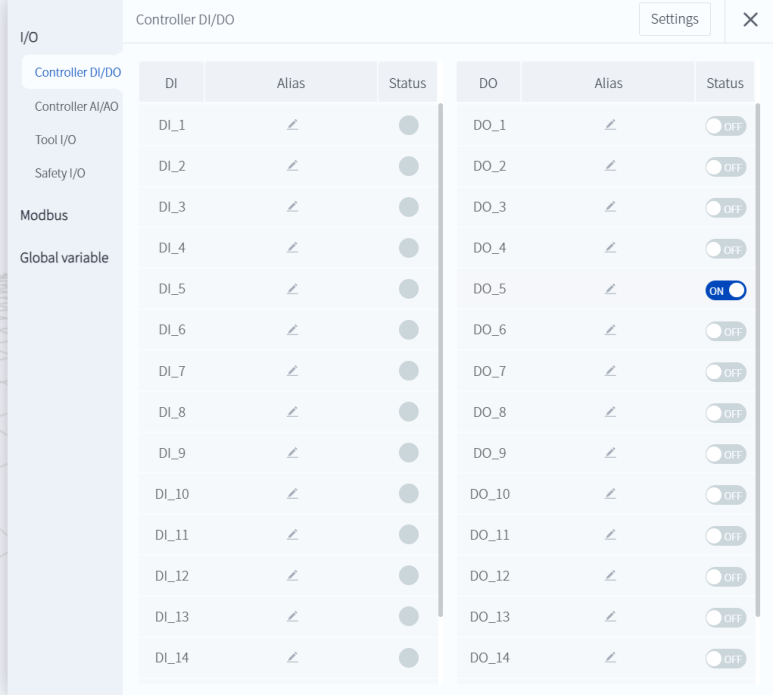 I/O
Controller DI/DO
Controller AI/AO
Tool I/O
Safety I/O
Modbus
Global variable
Controller DI/DO Settings
DI Alias Status DO Alias Status
DI_1 DO_1 OFF
DI_2 DO_2 OFF
DI_3 DO_3 OFF
DI_4 DO_4 OFF
DI_5 DO_5 ON
DI_6 DO_6 OFF
DI_7 DO_7 OFF
DI_8 DO_8 OFF
DI_9 DO_9 OFF
DI_10 DO_10 OFF
DI_11 DO_11 OFF
DI_12 DO_12 OFF
DI_13 DO_13 OFF
DI_14 DO_14 OFF